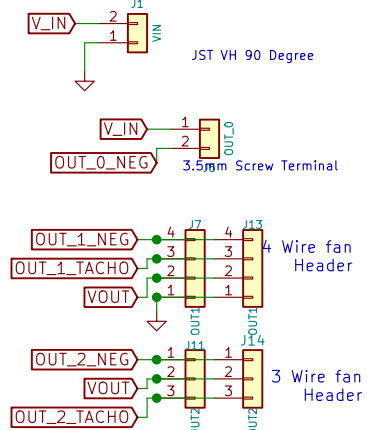 J1
V_IN
2
1
VIN
JST VH 90 Degree
V_IN
1
OUT_0_NEG
2
OUT_0
3.5mm Screw Terminal
J7
J13
OUT_1_NEG
4
3
2
1
4
3
2
1
OUT_1_TACHO
VOUT
OUT1
OUT1
4 Wire fan
Header
J11
J14
OUT_2_NEG
1
2
3
1
2
3
VOUT
OUT_2_TACHO
OUT2
OUT2
3 Wire fan
Header